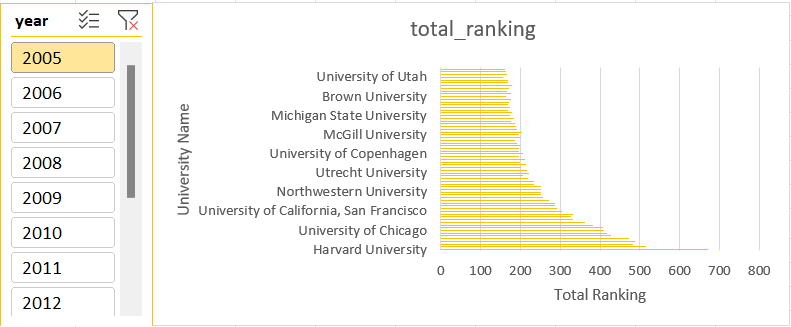 year
2005
2006
2007
2008
2009
2010
2011
2012
total_ranking
University Name
University of Utah
Brown University
Michigan State University
McGill University
University of Copenhagen
Utrecht University
Northwestern University
University of California, San Francisco
University of Chicago
Harvard University
0 100 200 300 400 500 600 700 800
Total Ranking